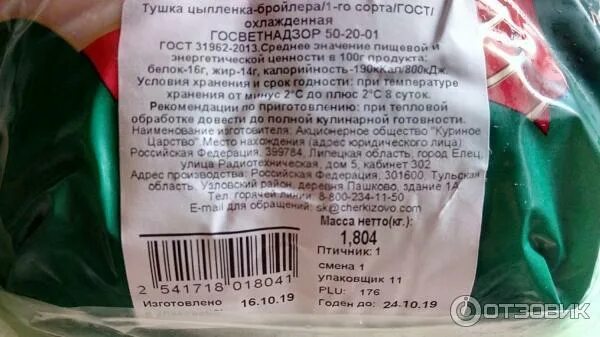 Тушка цыпленка-бройлера/1-го сорта/ГОСТ/
охлажденная
ГОСВЕТНАДЗОР 50-20-01
ГОСТ 31962-2013.Среднее значение пищевой и
энергетической ценности в 100г продукта:
белок-16г, жир-14г, калорийность -190ккал/800кДж.
Условия хранения и срок годности: при температуре
хранения от минус 2°С до плюс 2°С 8 суток.
Рекомендации по приготовлению: при тепловой
обработке довести до полной кулинарной готовности.
Наименование изготовителя: Акционерное общество "Куриное
Царство".Место нахождения (адрес юридического лица)
Российская Федерация, 399784, Липецкая область, город Елец,
улица Радиотехническая, дом 5, кабинет 302
Адрес производства: Российская Федерация, 301600, Тульская
область, Узловский район, деревня Пашково, здание 1А
Тел. горячей линии: 8-800-234-11-50
E-mail для обращений: sk@cherkizovo.com
Масса нетто(кг.):
1,804
Птичник: 1
смена 1
упаковщик 11
PLU: 176
2 541718 018041
Изготовлено 16.10.19 Годен до: 24.10.19
ОТЗОВИК